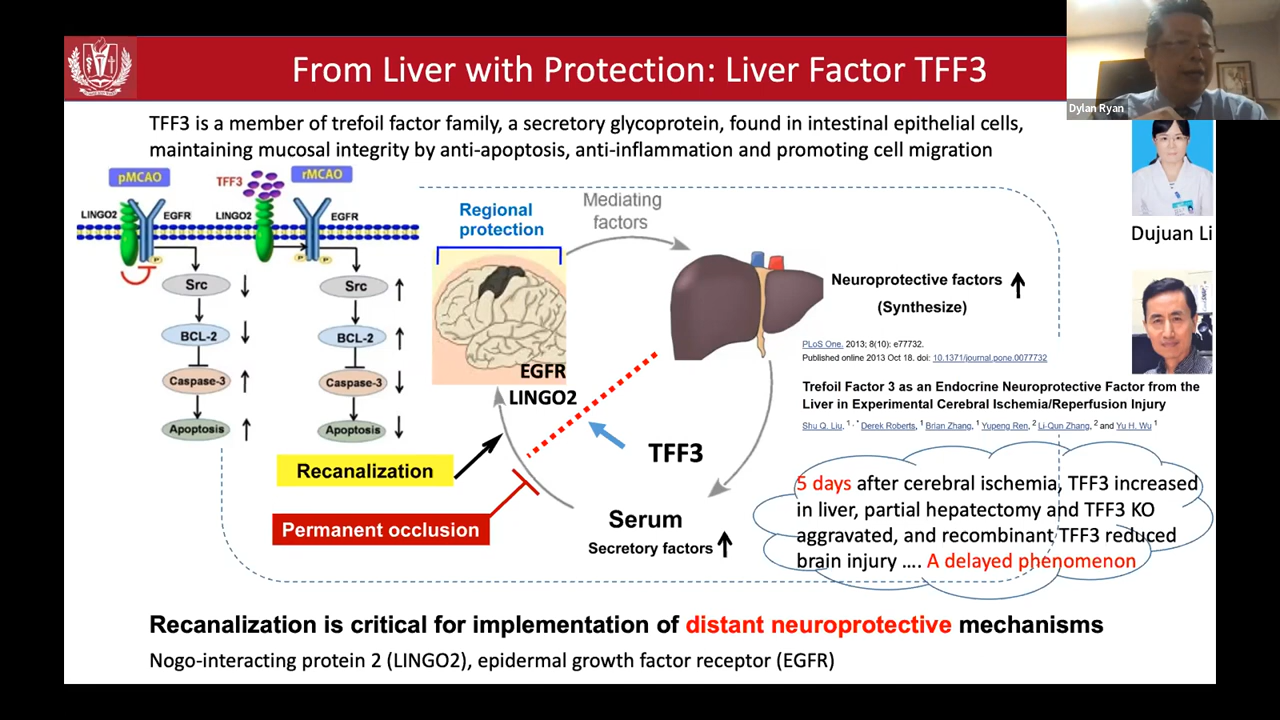 From Liver with Protection: Liver Factor TFF3
Dylan Ryan
TFF3 is a member of trefoil factor family, a secretory glycoprotein, found in intestinal epithelial cells,
maintaining mucosal integrity by anti-apoptosis, anti-inflammation and promoting cell migration
pMCAO
TFF3
rMCAO
LINGO2
EGFR
LINGO2
EGFR
P
P
P
P
Src
Src
BCL-2
BCL-2
Caspase-3
Caspase-3
Apoptosis
Apoptosis
Regional
protection
Mediating
factors
EGFR
LINGO2
Neuroprotective factors
(Synthesize)
Dujuan Li
PLoS One. 2013; 8(10): e77732.
Published online 2013 Oct 18. doi: 10.1371/journal.pone.0077732
Trefoil Factor 3 as an Endocrine Neuroprotective Factor from the
Liver in Experimental Cerebral Ischemia/Reperfusion Injury
Shu Q. Liu, 1, * Derek Roberts, 1 Brian Zhang, 1 Yupeng Ren, 2 Li-Qun Zhang, 2 and Yu H. Wu 1
Recanalization
TFF3
Permanent occlusion
Serum
Secretory factors
5 days after cerebral ischemia, TFF3 increased
in liver, partial hepatectomy and TFF3 KO
aggravated, and recombinant TFF3 reduced
brain injury .... A delayed phenomenon
Recanalization is critical for implementation of distant neuroprotective mechanisms
Nogo-interacting protein 2 (LINGO2), epidermal growth factor receptor (EGFR)